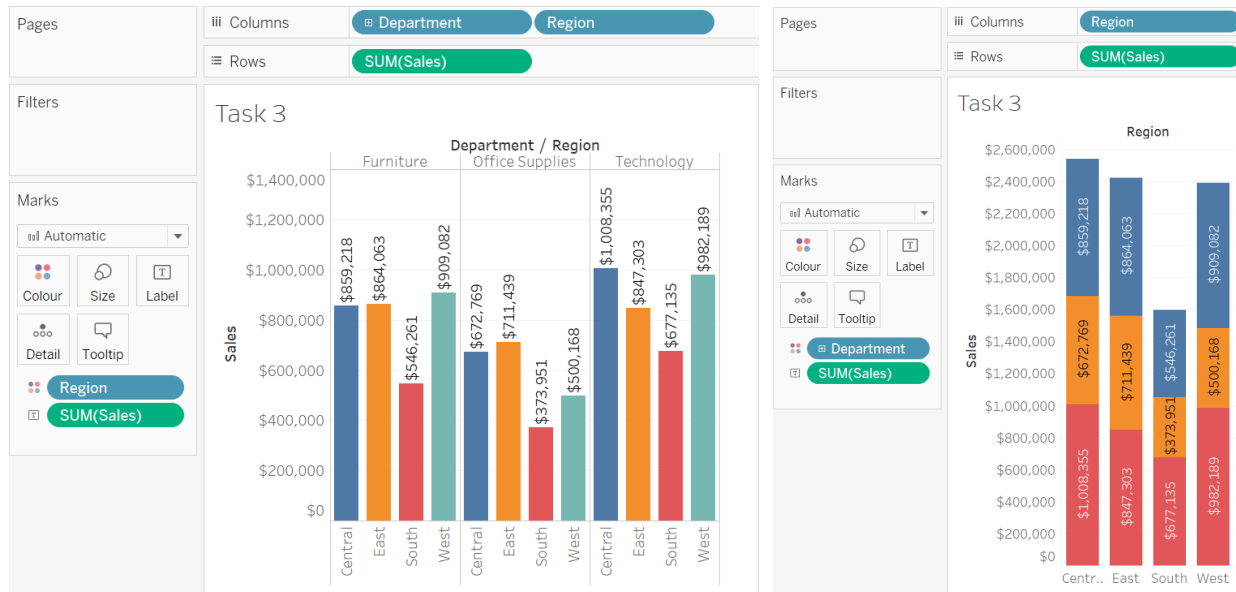 Pages
iii Columns
Department
Region
Rows
SUM(Sales)
Filters
Marks
Automatic
Colour
Size
T
Label
Detail
Tooltip
Region
T
SUM(Sales)
Task 3
Department / Region
Furniture
Office Supplies
Technology
Sales
$1,400,000
$1,200,000
$1,000,000
$800,000
$600,000
$400,000
$200,000
$0
$859,218
$864,063
$546,261
$909,082
$672,769
$711,439
$373,951
$500,168
$1,008,355
$847,303
$677,135
$982,189
Central
East
South
West
Central
East
South
West
Central
East
South
West
Pages
iii Columns
Region
Rows
SUM(Sales)
Filters
Marks
Automatic
Colour
Size
T
Label
Detail
Tooltip
Department
T
SUM(Sales)
Task 3
Region
Sales
$2,600,000
$2,400,000
$2,200,000
$2,000,000
$1,800,000
$1,600,000
$1,400,000
$1,200,000
$1,000,000
$800,000
$600,000
$400,000
$200,000
$0
$859,218
$672,769
$1,008,355
$864,063
$711,439
$847,303
$546,261
$373,951
$677,135
$909,082
$500,168
$982,189
Centr..
East
South
West